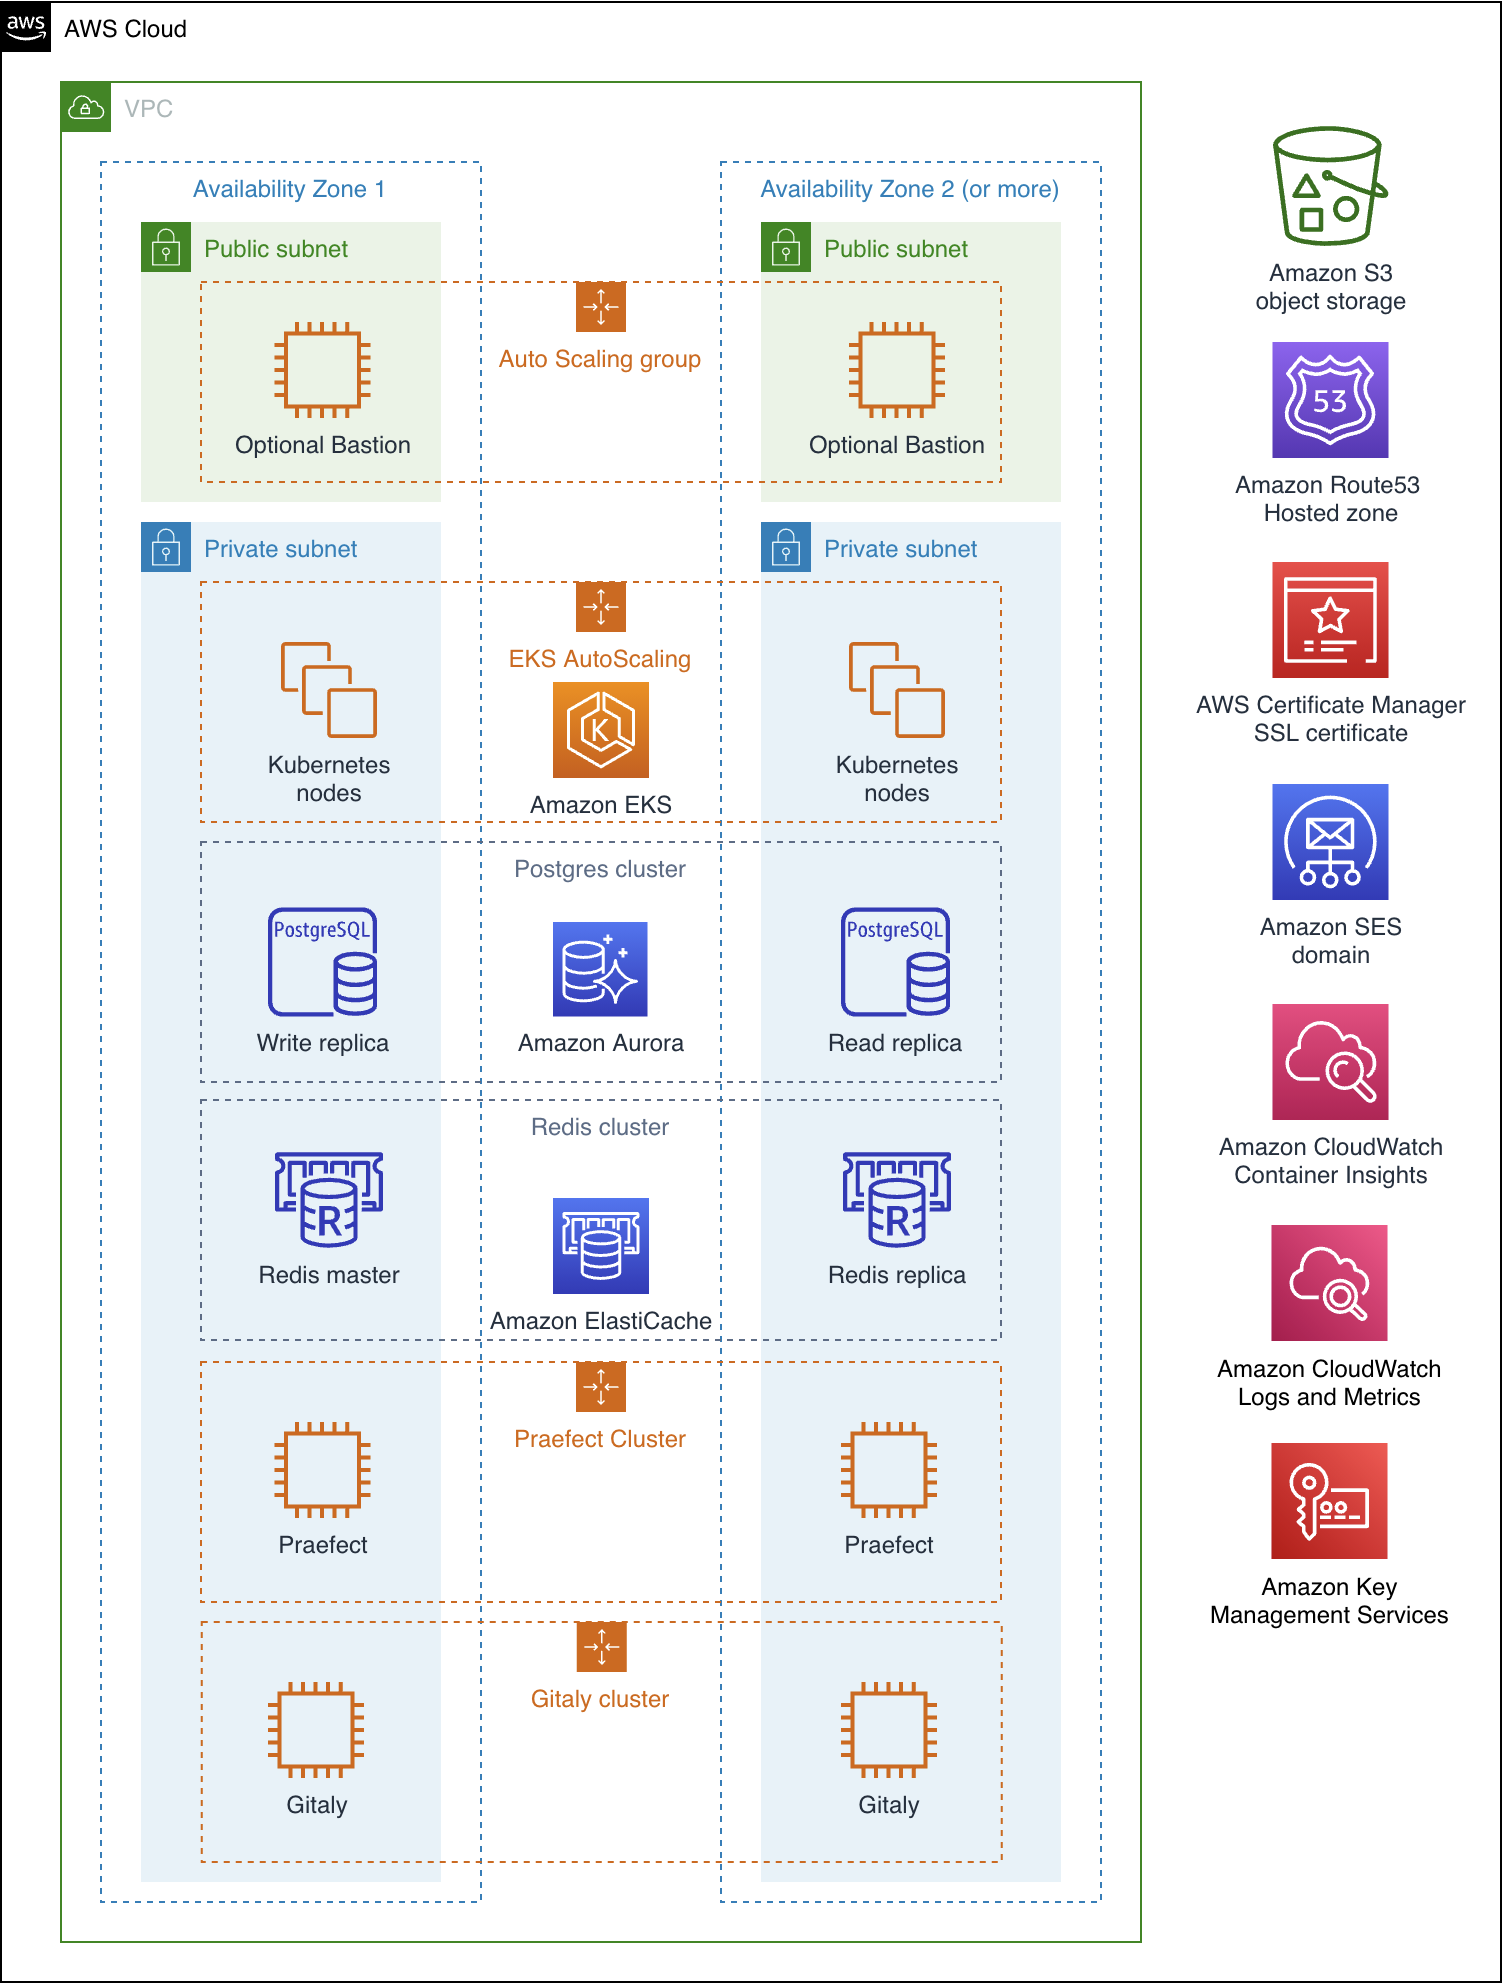 aws
AWS Cloud
VPC
Availability Zone 1
Availability Zone 2 (or more)
Public subnet
Public subnet
Auto Scaling group
Optional Bastion
Optional Bastion
Private subnet
Private subnet
EKS AutoScaling
K
Kubernetes
nodes
Amazon EKS
Kubernetes
nodes
Postgres cluster
PostgreSQL
PostgreSQL
Write replica
Amazon Aurora
Read replica
Redis cluster
R
R
Redis master
Amazon ElastiCache
Redis replica
Praefect Cluster
Praefect
Praefect
Gitaly cluster
Gitaly
Gitaly
Amazon S3
object storage
53
Amazon Route53
Hosted zone
AWS Certificate Manager
SSL certificate
Amazon SES
domain
Amazon CloudWatch
Container Insights
Amazon CloudWatch
Logs and Metrics
Amazon Key
Management Services